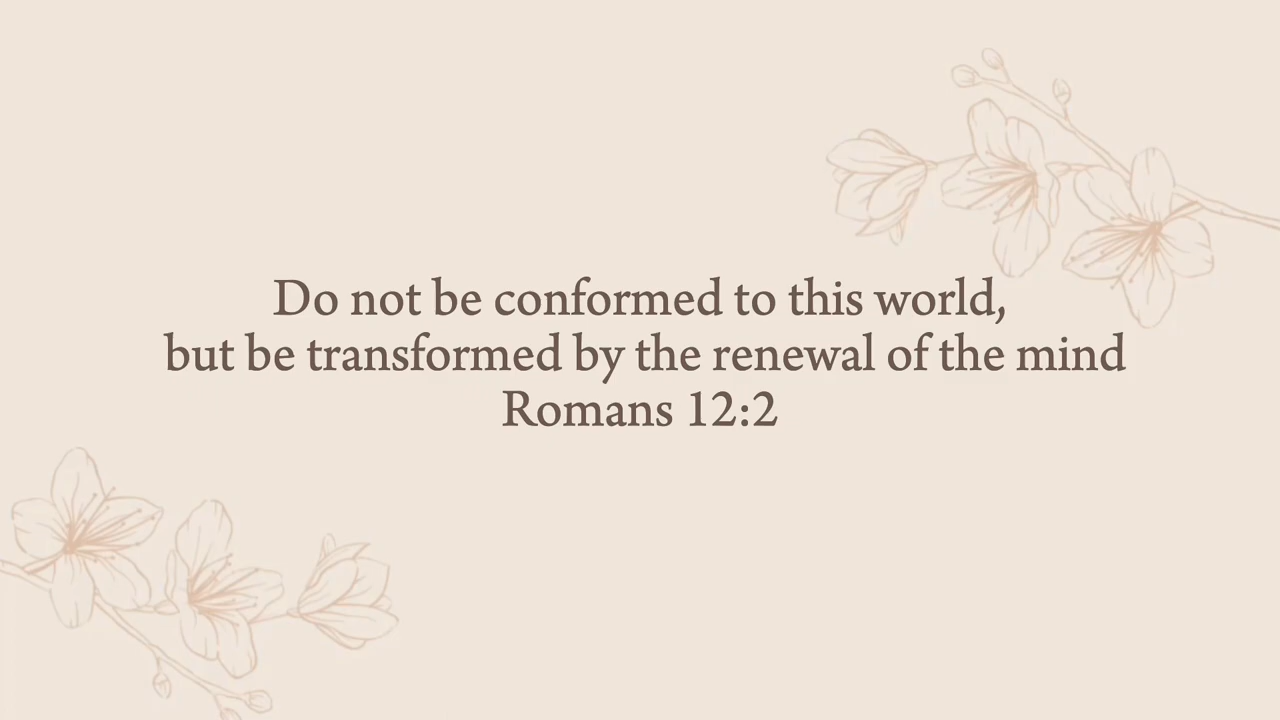 Do not be conformed to this world,
but be transformed by the renewal of the mind
Romans 12:2